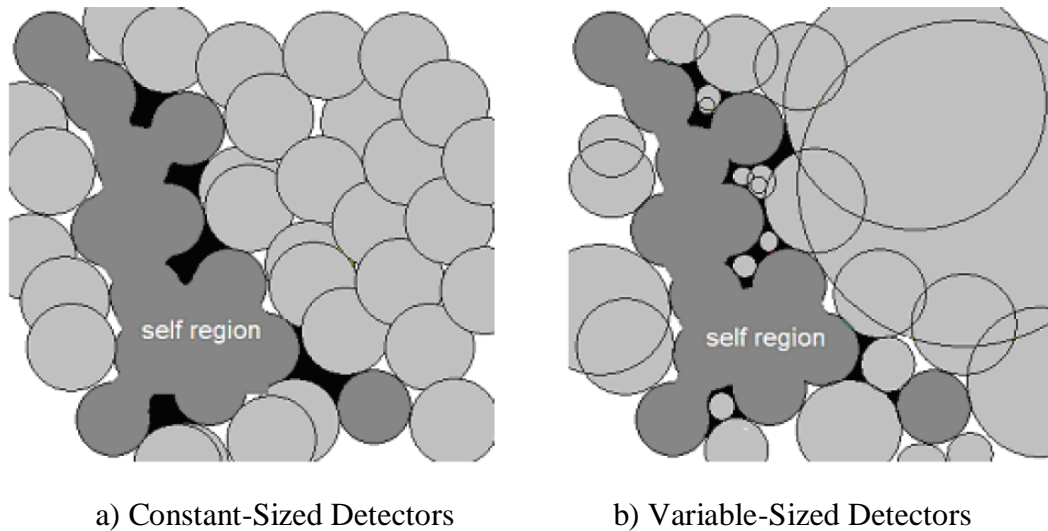 self region
self region
a) Constant-Sized Detectors
b) Variable-Sized Detectors